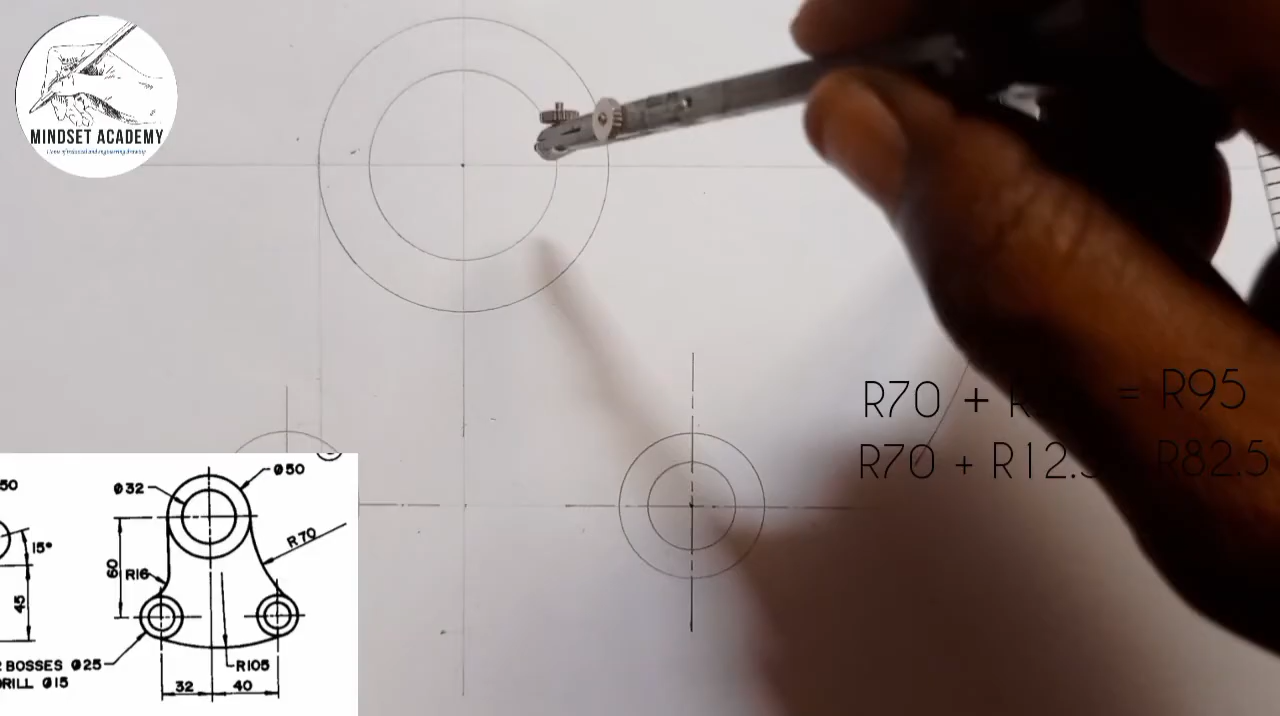 MINDSET ACADEMY
R70 + = R95
R70 + R12.5 R82.5
50
15°
45
Ø32
Ø50
60
R70
R16
2 BOSSES Ø25
DRILL Ø15
R105
32
40